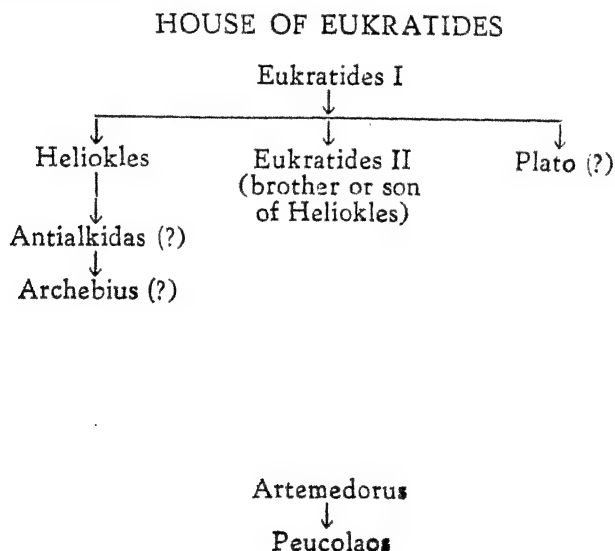 HOUSE OF EUKRATIDES
Eukratides I
Heliokles
Eukratides II
(brother or son
of Heliokles)
Plato (?)
Antialkidas (?)
Archebius (?)
Artemedorus
Peucolaos